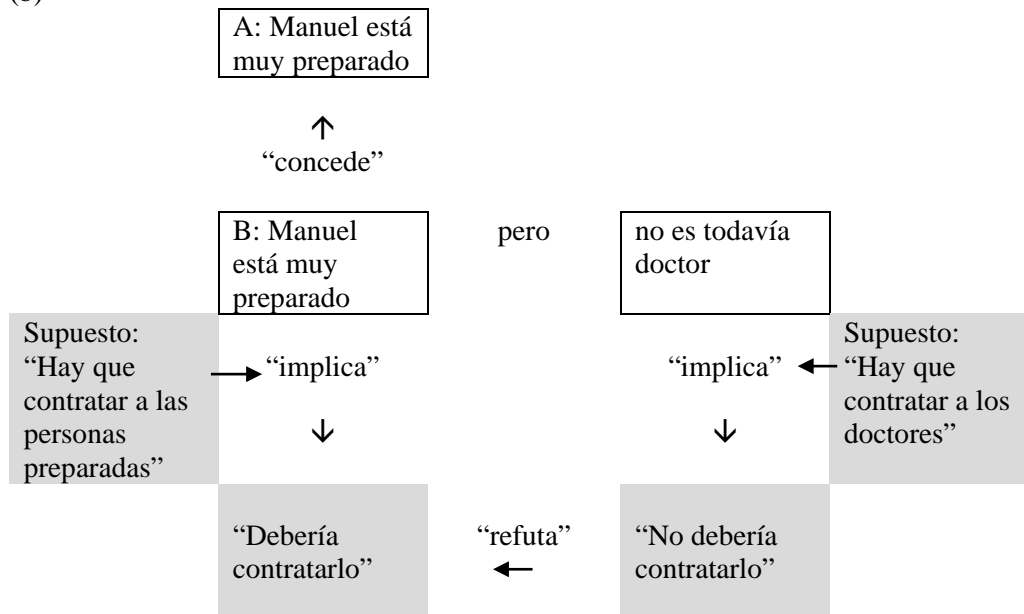 A: Manuel está
muy preparado
↑
“concede”
B: Manuel
está muy
preparado
pero
no es todavía
doctor
Supuesto:
“Hay que
contratar a las
personas
preparadas”
“implica”
↓
“implica”
↓
Supuesto:
“Hay que
contratar a los
doctores”
“Debería
contratarlo”
“refuta”
←
“No debería
contratarlo”